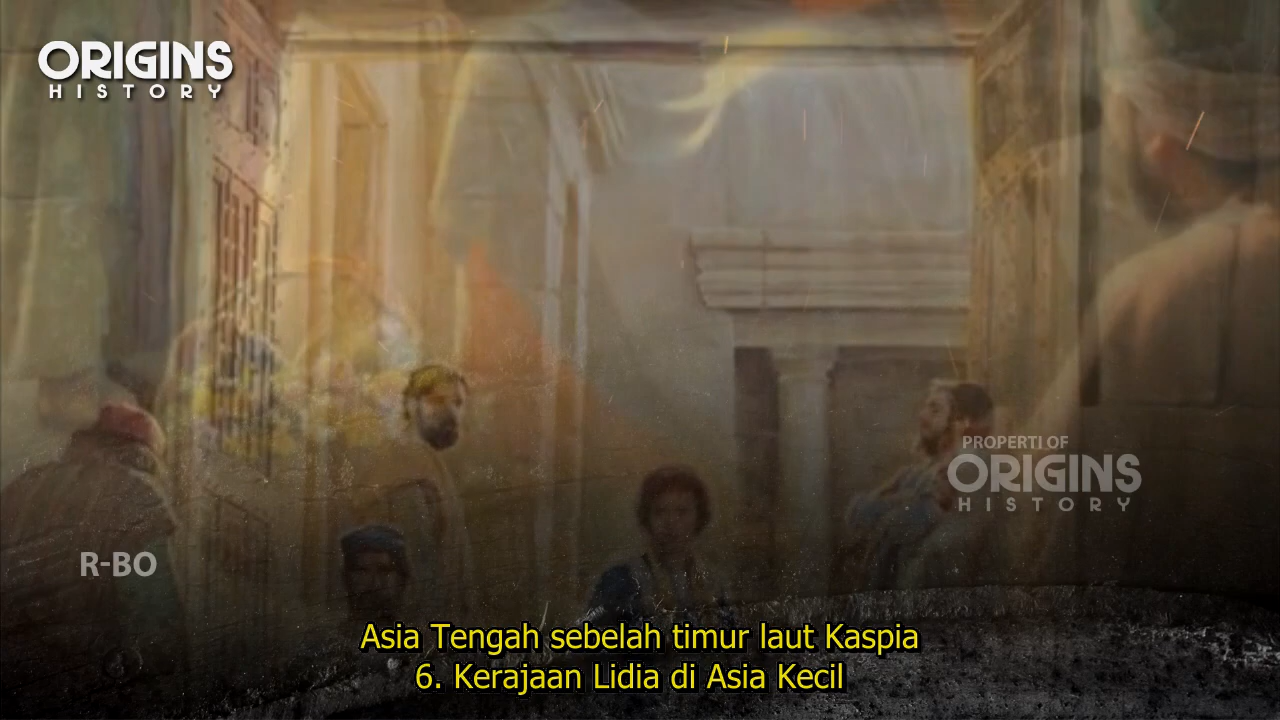 ORIGINS
HISTORY
PROPERTI OF
ORIGINS
HISTORY
R-BO
Asia Tengah sebelah timur laut Kaspia
6. Kerajaan Lidia di Asia Kecil